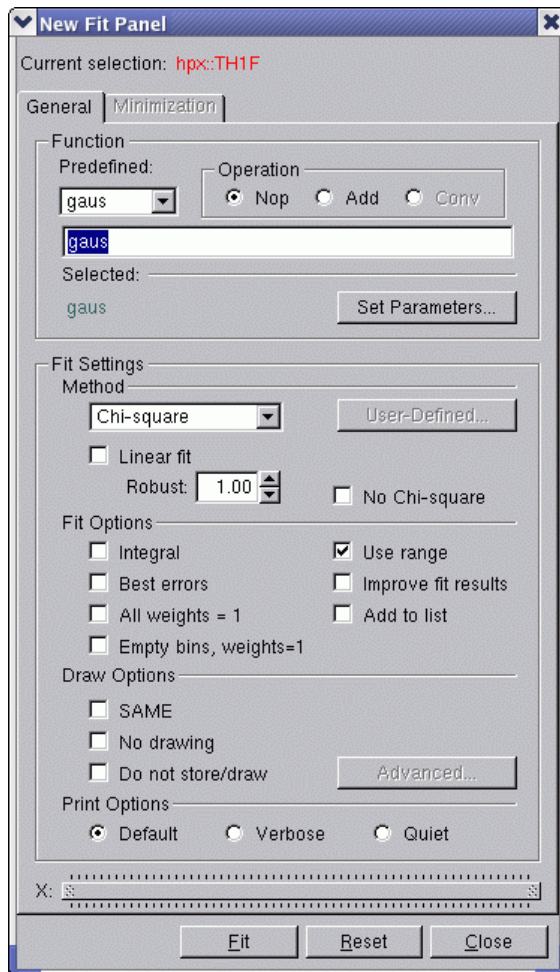 New Fit Panel
Current selection: hpx::TH1F
General Minimization
Function
Predefined: Operation
gaus Nop Add Conv
gaus
Selected:
gaus Set Parameters...
Fit Settings
Method
Chi-square User-Defined...
Linear fit
Robust: 1.00 No Chi-square
Fit Options
Integral Use range
Best errors Improve fit results
All weights = 1 Add to list
Empty bins, weights=1
Draw Options
SAME
No drawing
Do not store/draw Advanced...
Print Options
Default Verbose Quiet
X:
Fit Reset Close